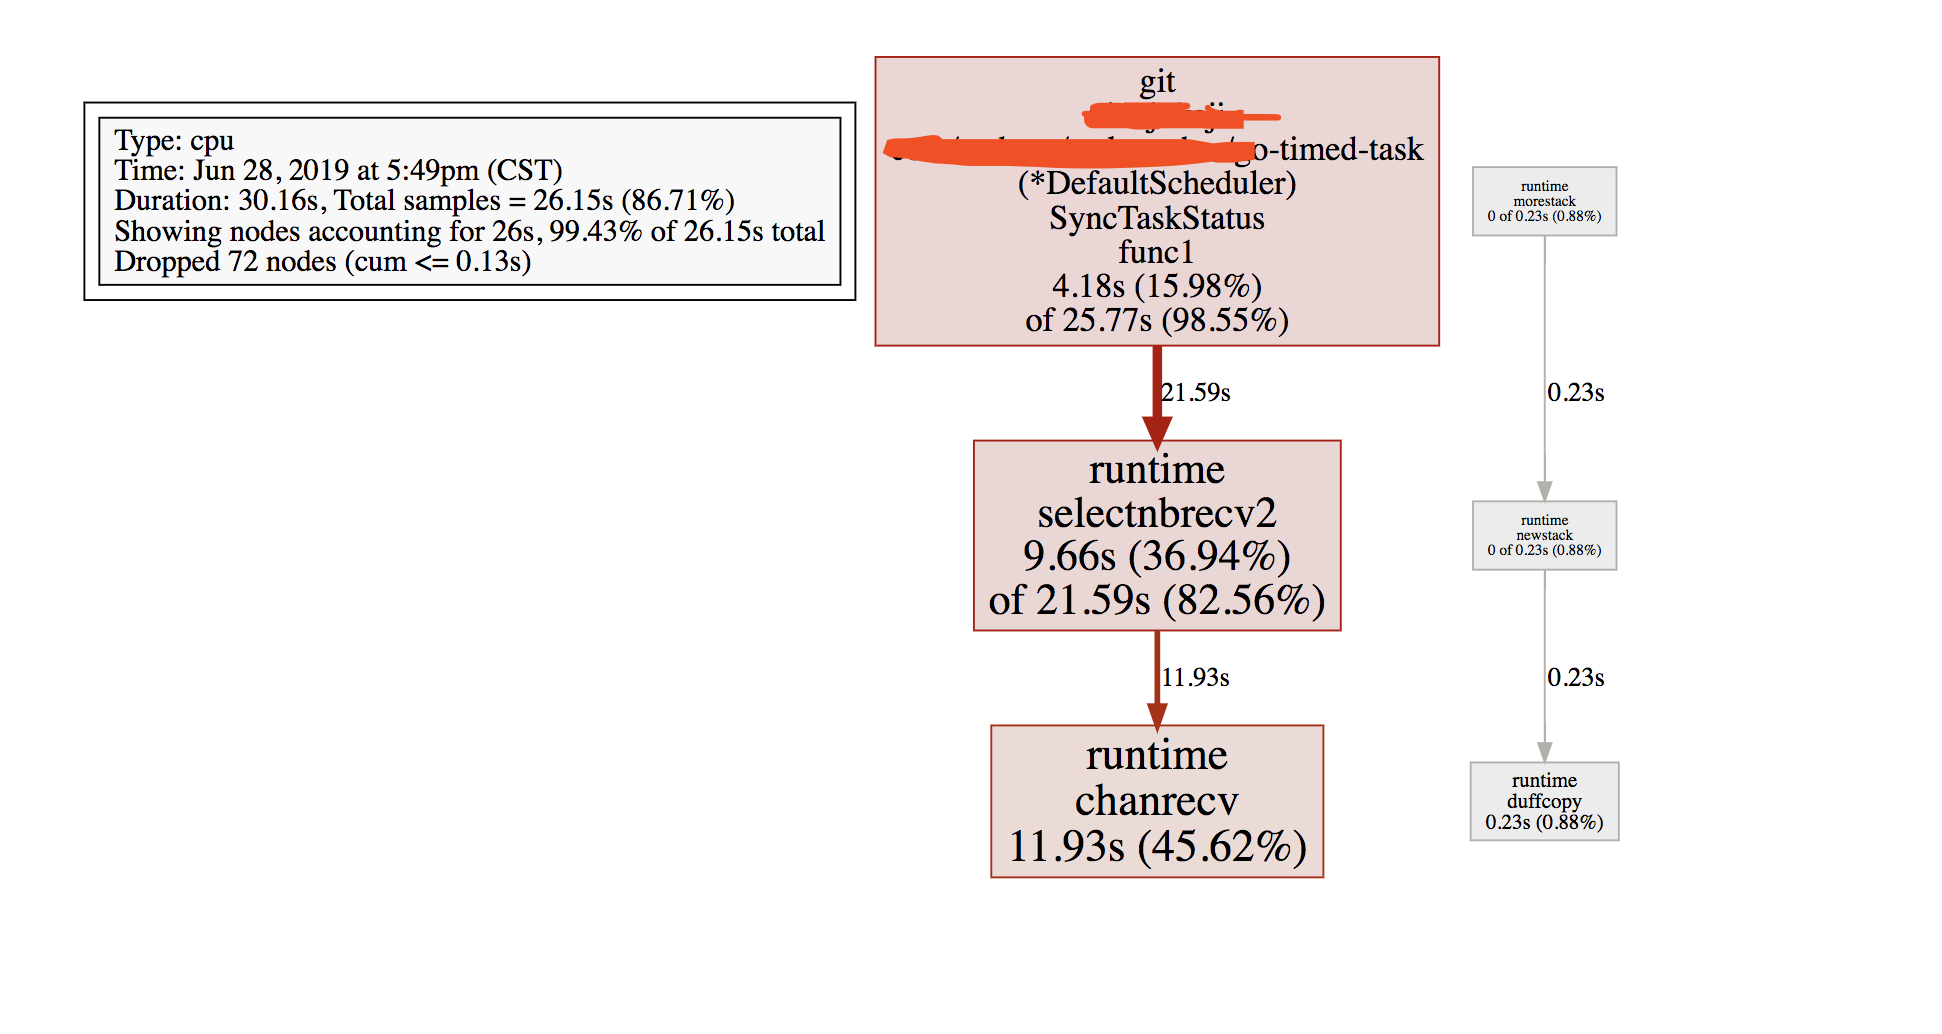 Type: cpu
Time: Jun 28, 2019 at 5:49pm (CST)
Duration: 30.16s, Total samples = 26.15s (86.71%)
Showing nodes accounting for 26s, 99.43% of 26.15s total
Dropped 72 nodes (cum <= 0.13s)
git
/go-timed-task
(*DefaultScheduler)
SyncTaskStatus
func1
4.18s (15.98%)
of 25.77s (98.55%)
21.59s
runtime
selectnbrecv2
9.66s (36.94%)
of 21.59s (82.56%)
11.93s
runtime
chanrecv
11.93s (45.62%)
runtime
morestack
0 of 0.23s (0.88%)
0.23s
runtime
newstack
0 of 0.23s (0.88%)
0.23s
runtime
duffcopy
0.23s (0.88%)